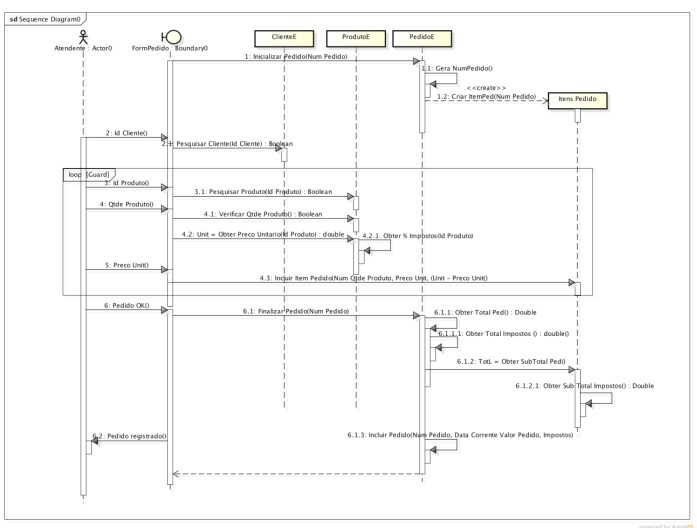 sd Sequence Diagram0
Atendente : Actor0
FormPedido : Boundary0
ClienteE
ProdutoE
PedidoE
1: Inicializar Pedido(Num Pedido)
1.1: Gera NumPedido()
<<create>>
1.2: Criar ItemPed(Num Pedido)
Itens Pedido
2: Id Cliente()
2.1: Pesquisar Cliente(Id Cliente) : Boolean
loop [Guard]
3: Id Produto()
3.1: Pesquisar Produto(Id Produto) : Boolean
4: Qtde Produto()
4.1: Verificar Qtde Produto() : Boolean
4.2: Unit = Obter Preco Unitario(Id Produto) : double
4.2.1: Obter % Impostos(Id Produto)
5: Preco Unit()
4.3: Incluir Item Pedido(Num Qtde Produto, Preco Unit, (Unit - Preco Unit()
6: Pedido OK()
6.1: Finalizar Pedido(Num Pedido)
6.1.1: Obter Total Ped() : Double
6.1.1.1: Obter Total Impostos () : double()
6.1.2: TotL = Obter SubTotal Ped()
6.1.2.1: Obter Sub Total Impostos() : Double
6.2: Pedido registrado()
6.1.3: Incluir Pedido(Num Pedido, Data Corrente Valor Pedido, Impostos)
powered by Astah